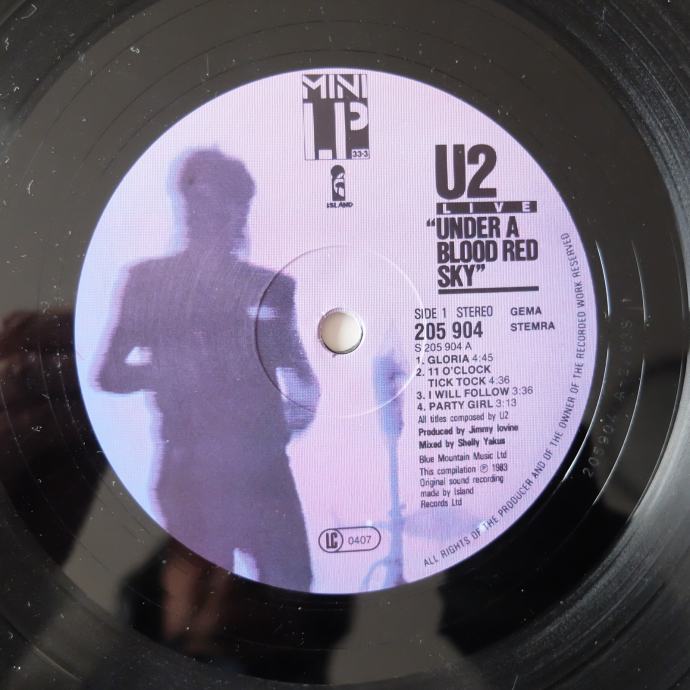 MINI
LP
33·3
ISLAND
U2
LIVE
"UNDER A
BLOOD RED
SKY"
SIDE 1 STEREO GEMA
205 904 STEMRA
S 205 904 A
1. GLORIA 4:45
2. 11 O'CLOCK
TICK TOCK 4:36
3. I WILL FOLLOW 3:36
4. PARTY GIRL 3:13
All titles composed by U2
Produced by Jimmy Iovine
Mixed by Shelly Yakus
Blue Mountain Music Ltd
This compilation ℗ 1983
Original sound recording
made by Island
Records Ltd
LC 0407
ALL RIGHTS OF THE PRODUCER AND OF THE OWNER OF THE RECORDED WORK RESERVED
205904 A